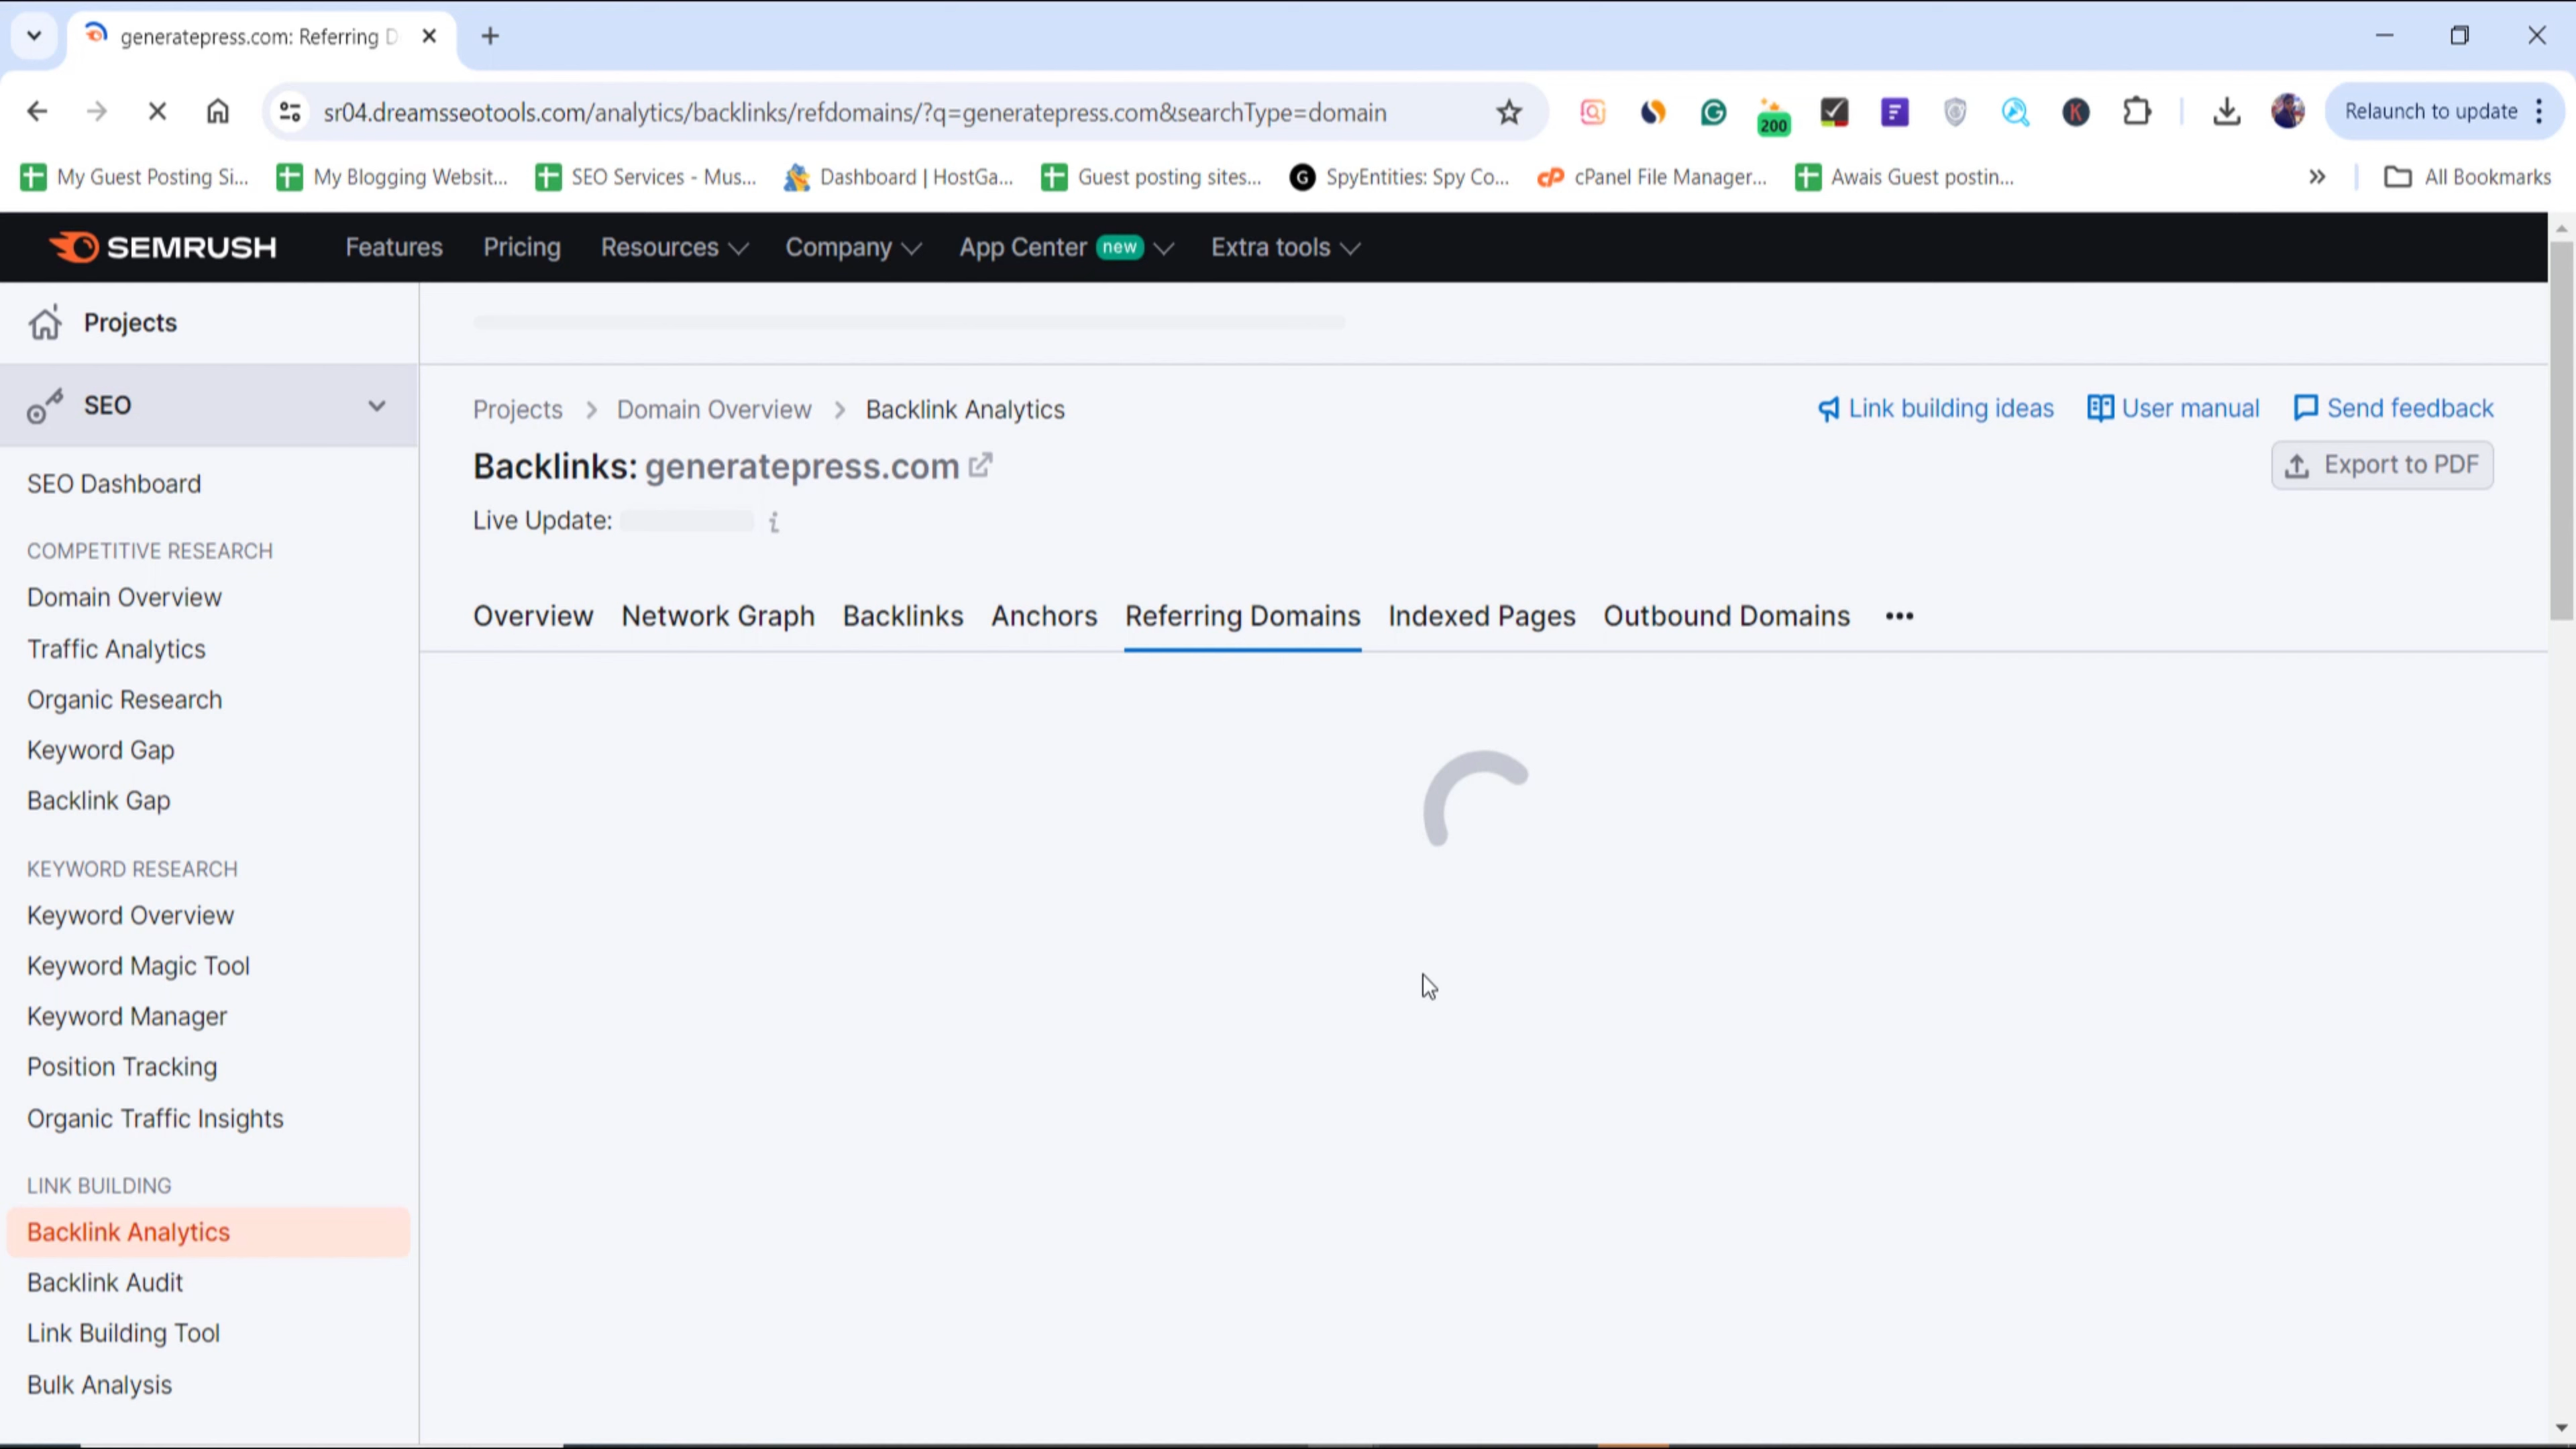 generatepress.com: Referring D
sr04.dreamsseotools.com/analytics/backlinks/refdomains/?q=generatepress.com&searchType=domain
200
Relaunch to update
My Guest Posting Si...
My Blogging Websit...
SEO Services - Mus...
Dashboard | HostGa...
Guest posting sites...
G
SpyEntities: Spy Co...
cP
cPanel File Manager...
Awais Guest postin...
All Bookmarks
SEMRUSH
Features
Pricing
Resources
Company
App Center new
Extra tools
Projects
SEO
SEO Dashboard
COMPETITIVE RESEARCH
Domain Overview
Traffic Analytics
Organic Research
Keyword Gap
Backlink Gap
KEYWORD RESEARCH
Keyword Overview
Keyword Magic Tool
Keyword Manager
Position Tracking
Organic Traffic Insights
LINK BUILDING
Backlink Analytics
Backlink Audit
Link Building Tool
Bulk Analysis
Projects > Domain Overview > Backlink Analytics
Link building ideas
User manual
Send feedback
Backlinks: generatepress.com
Export to PDF
Live Update:
Overview
Network Graph
Backlinks
Anchors
Referring Domains
Indexed Pages
Outbound Domains